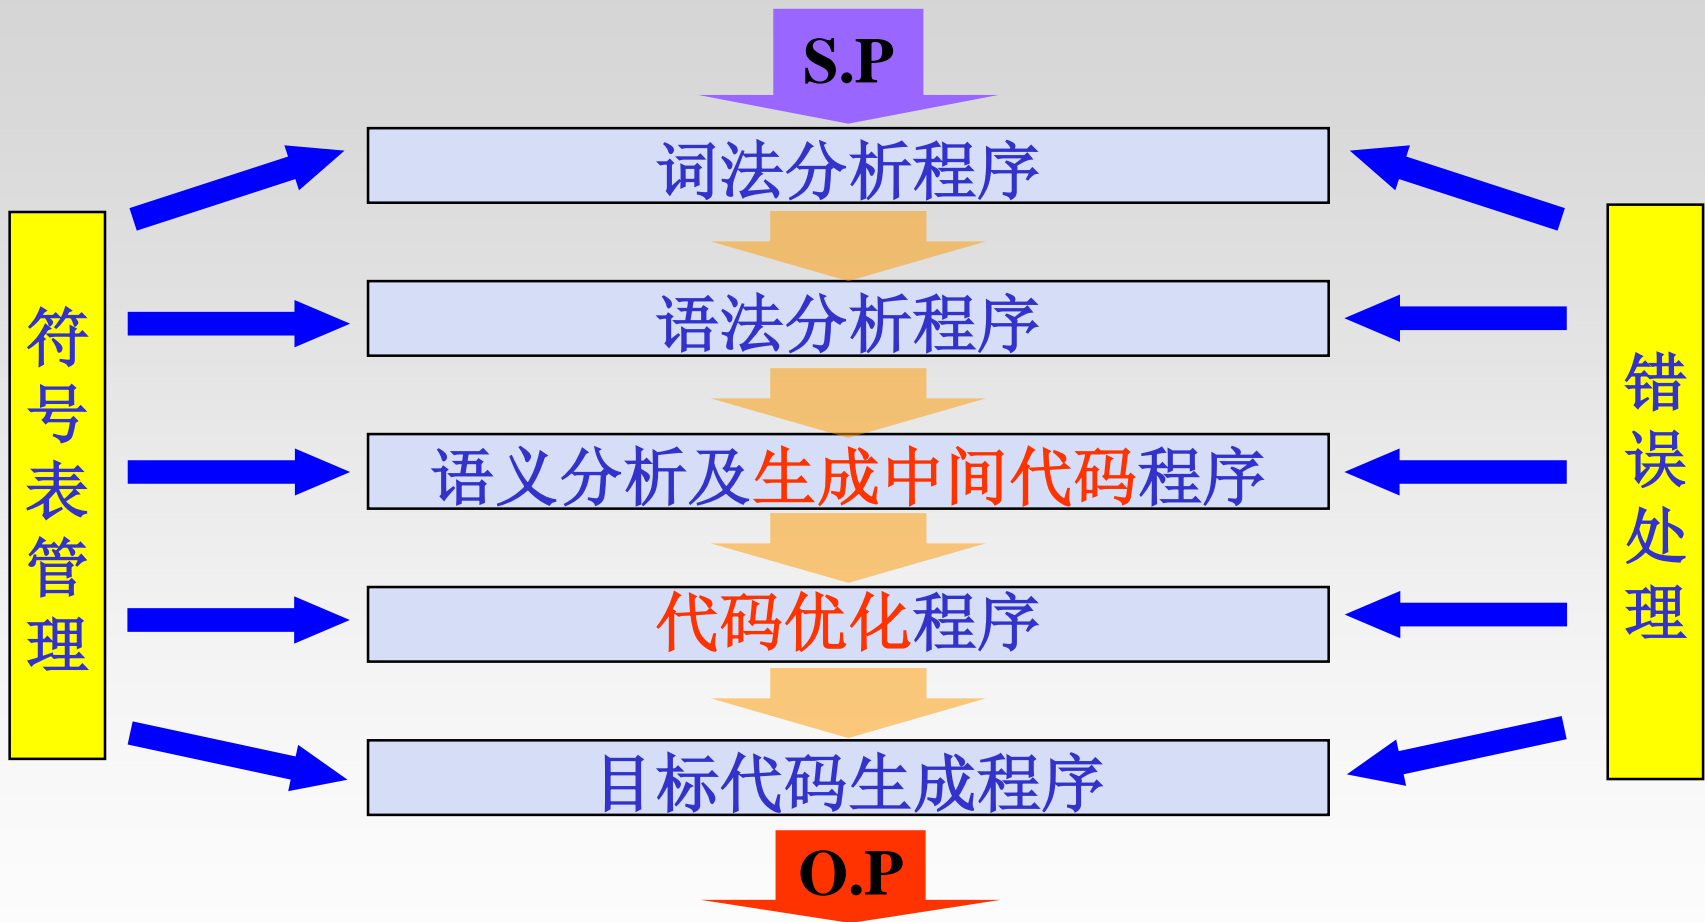 S.P
词法分析程序
语法分析程序
语义分析及生成中间代码程序
代码优化程序
目标代码生成程序
O.P
符号表管理
错误处理